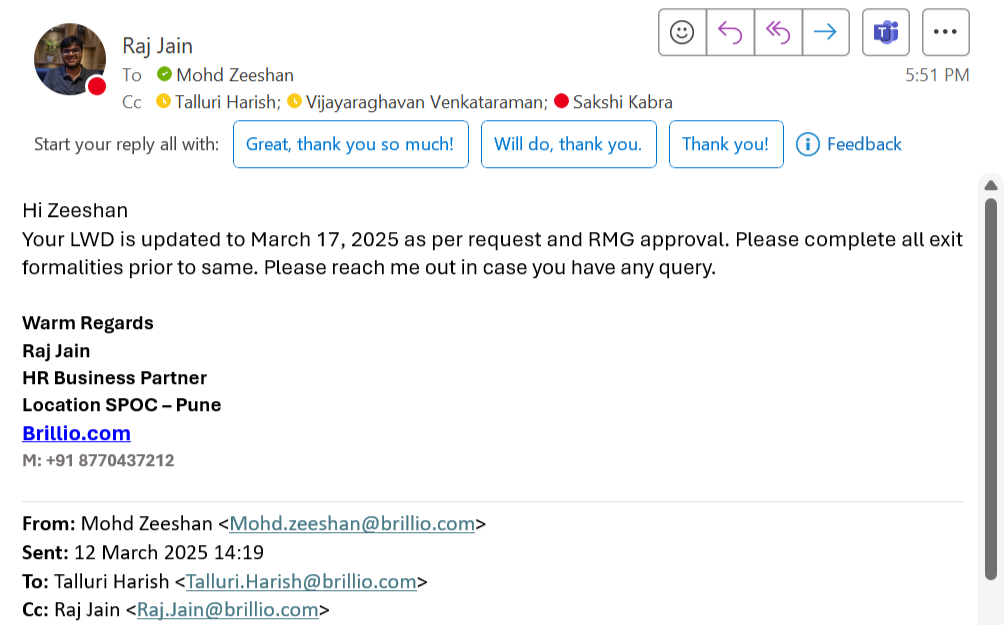 Raj Jain
To Mohd Zeeshan
5:51 PM
Cc Talluri Harish; Vijayaraghavan Venkataraman; Sakshi Kabra
Start your reply all with: Great, thank you so much! Will do, thank you. Thank you! Feedback
Hi Zeeshan
Your LWD is updated to March 17, 2025 as per request and RMG approval. Please complete all exit
formalities prior to same. Please reach me out in case you have any query.
Warm Regards
Raj Jain
HR Business Partner
Location SPOC – Pune
Brillio.com
M: +91 8770437212
From: Mohd Zeeshan <Mohd.zeeshan@brillio.com>
Sent: 12 March 2025 14:19
To: Talluri Harish <Talluri.Harish@brillio.com>
Cc: Raj Jain <Raj.Jain@brillio.com>